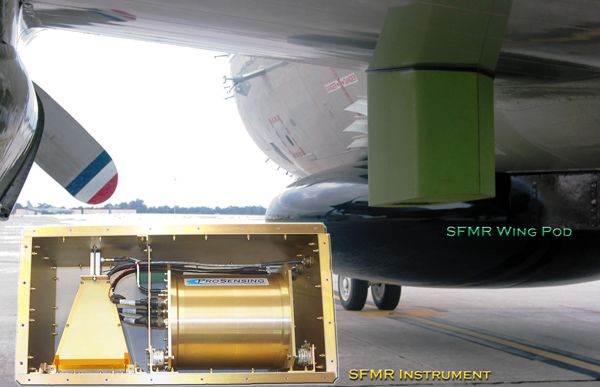 SFMR Wing Pod
ProSensing
SFMR Instrument